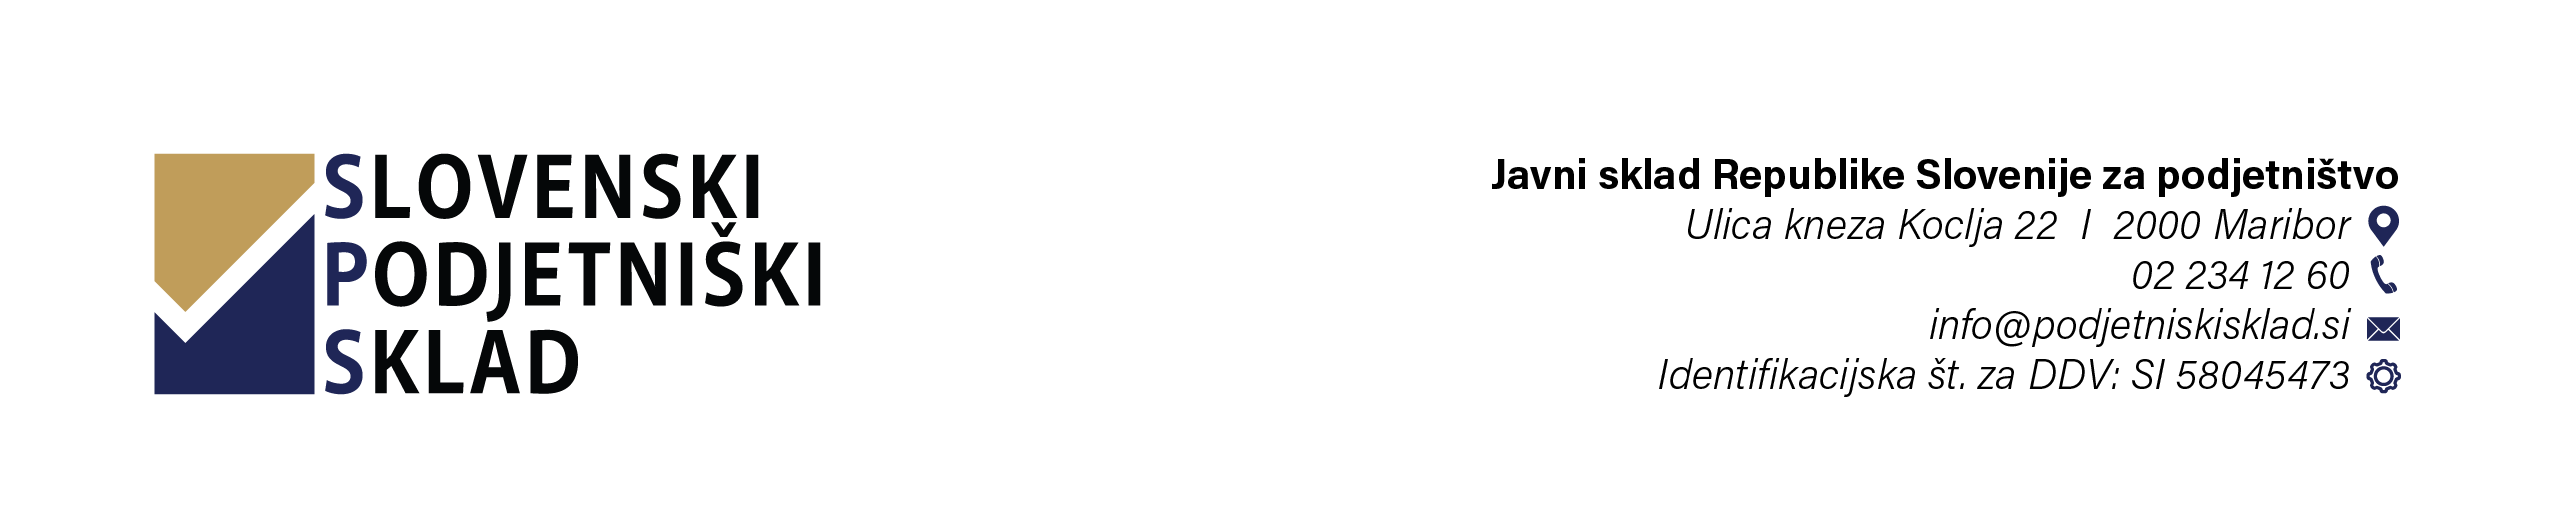 SLOVENSKI
PODJETNIŠKI
SKLAD
Javni sklad Republike Slovenije za podjetništvo
Ulica kneza Koclja 22 I 2000 Maribor
02 234 12 60
info@podjetniskisklad.si
Identifikacijska št. za DDV: SI 58045473